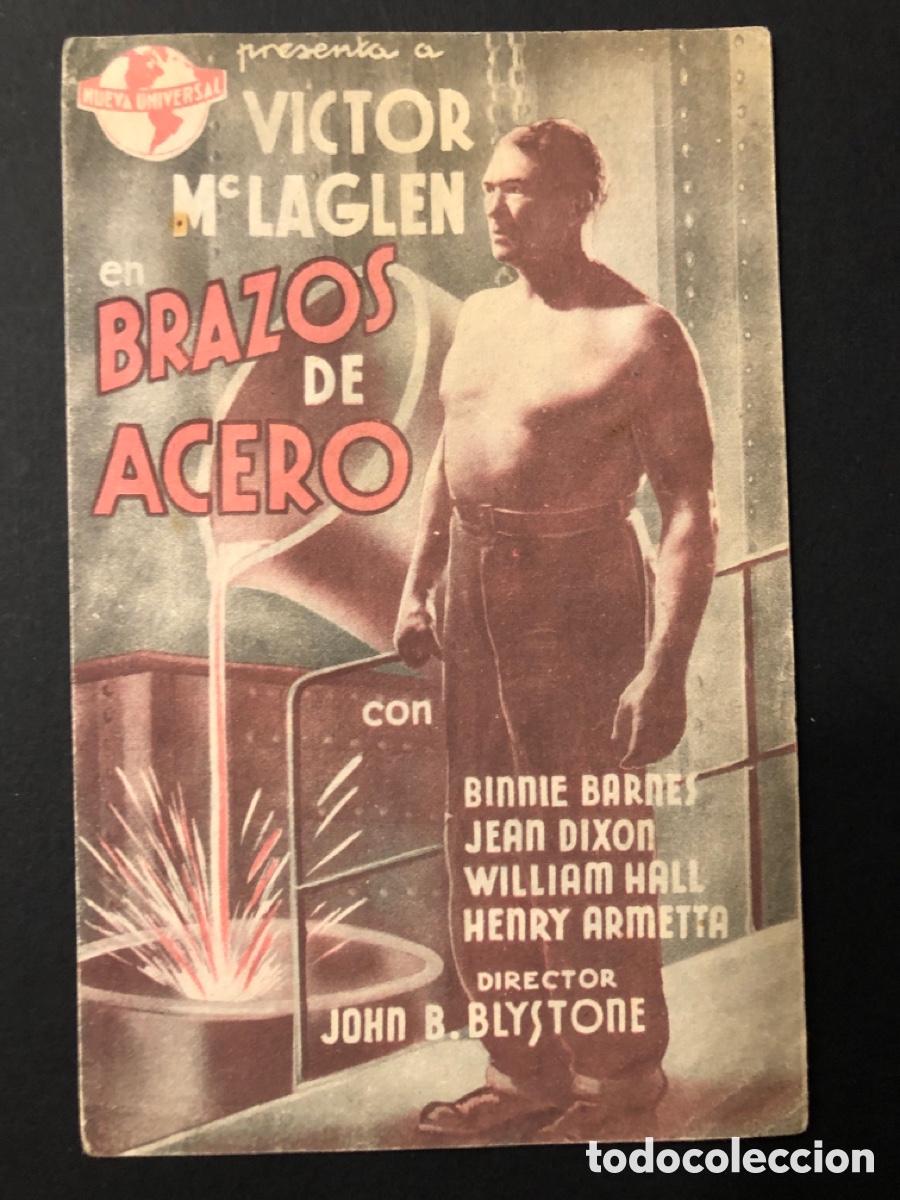 NUEVA UNIVERSAL
presenta a
VICTOR
McLAGLEN
en
BRAZOS
DE
ACERO
con
BINNIE BARNES
JEAN DIXON
WILLIAM HALL
HENRY ARMETTA
DIRECTOR
JOHN B. BLYSTONE
todocoleccion